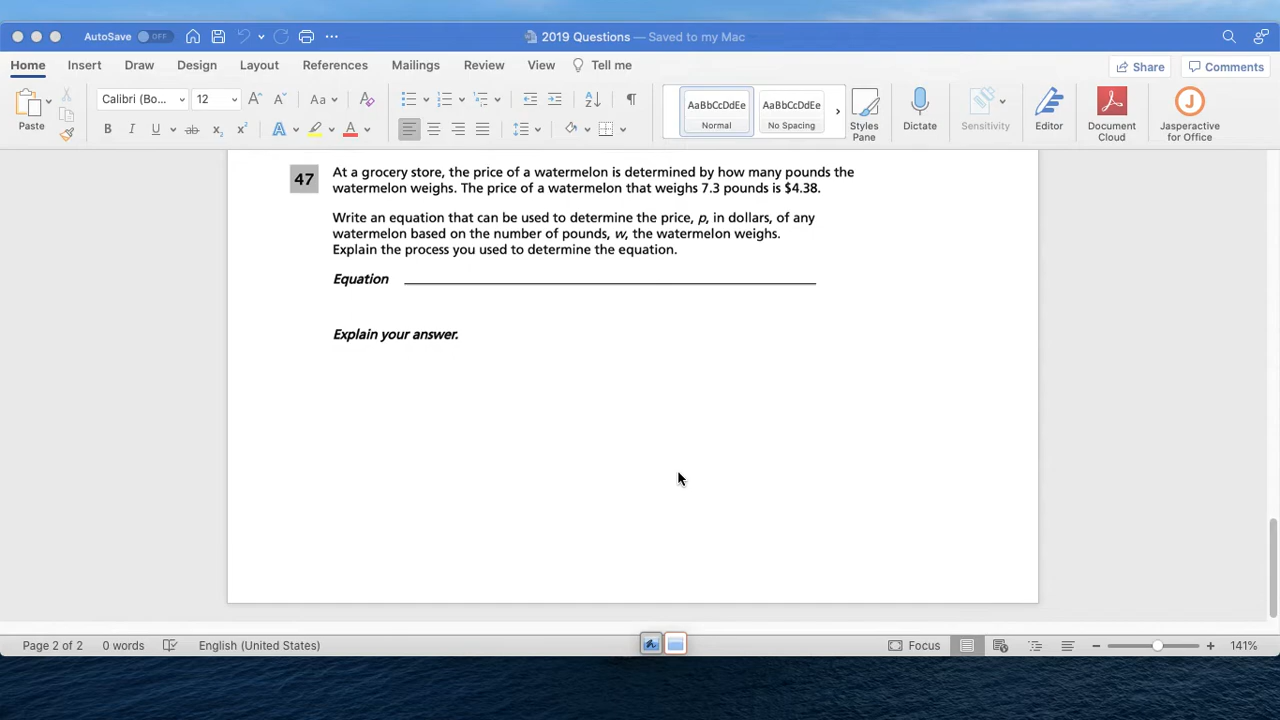 AutoSave OFF 2019 Questions — Saved to my Mac
Home Insert Draw Design Layout References Mailings Review View Tell me Share Comments
Paste Calibri (Bo... 12 Aa AaBbCcDdEe Normal AaBbCcDdEe No Spacing Styles Pane Dictate Sensitivity Editor Document Cloud Jasperactive for Office
47 At a grocery store, the price of a watermelon is determined by how many pounds the
watermelon weighs. The price of a watermelon that weighs 7.3 pounds is $4.38.
Write an equation that can be used to determine the price, p, in dollars, of any
watermelon based on the number of pounds, w, the watermelon weighs.
Explain the process you used to determine the equation.
Equation
Explain your answer.
Page 2 of 2 0 words English (United States) Focus 141%